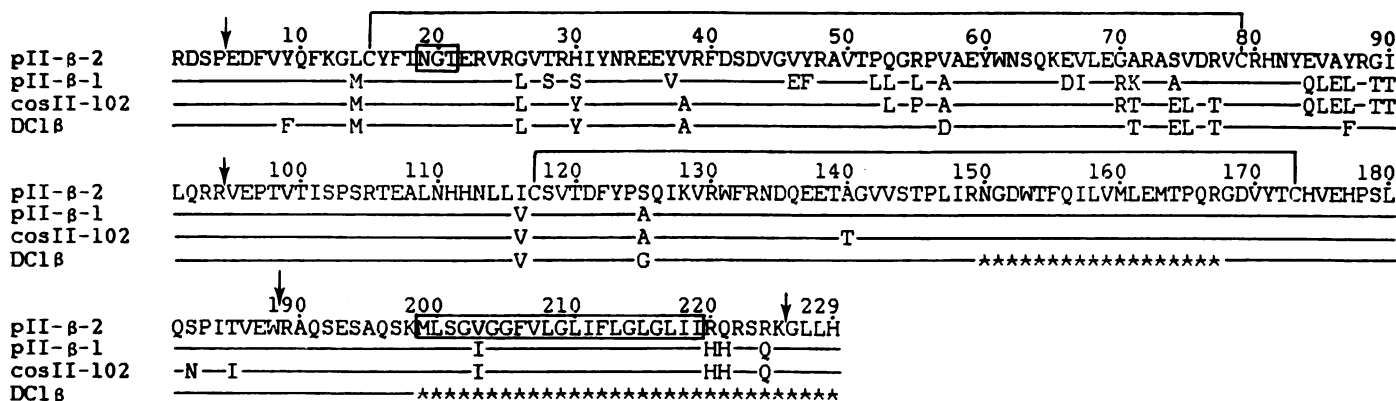 10 20 30 40 50 60 70 80 90
pII-β-2 RDSPEDFVYQFKGLCYFTNGTERVRGVTRHIYNREEYVRFDSDVGVYRAVTPQGRPVAEYWNSQKEVLEGARASVDRVCRHNYEVAYRGI
pII-β-1 M L-S-S V EF LL-L-A DI RK A QLEL-TT
cosII-102 M L Y A L-P-A RT EL-T QLEL-TT
DC1β F M L Y A D T EL-T F
100 110 120 130 140 150 160 170 180
pII-β-2 LQRRVEPTVTISPSRTEALNHHNLLICSVTDFYPSQIKVRWFRNDQEETAGVVSTPLIRNGDWTFQILVMLEMTPQRGDVYTCHVEHPSL
pII-β-1 V A
cosII-102 V A T
DC1β V G ******************
190 200 210 220 229
pII-β-2 QSPITVEWRAQSESAQSKMLSGVGGFVLGLIFLGLGLIIRQRSRKGLLH
pII-β-1 I HH Q
cosII-102 -N-I I HH Q
DC1β *******************************